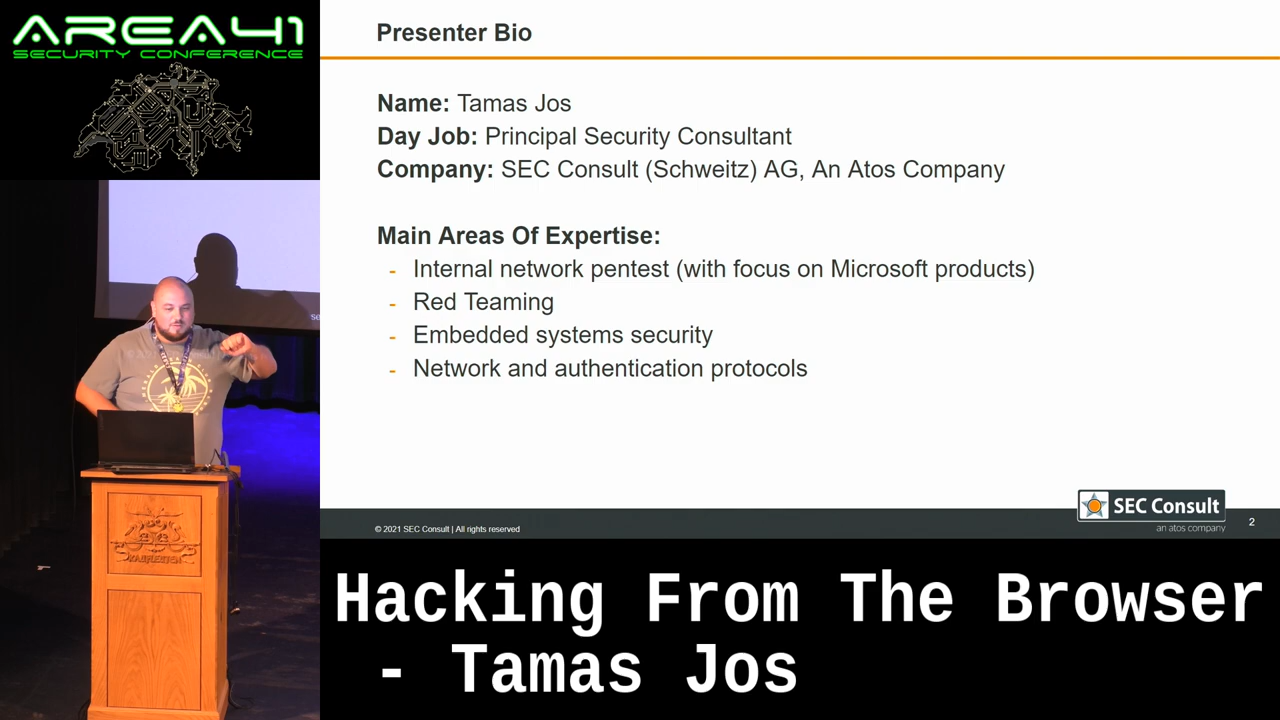 AREA41
SECURITY CONFERENCE
Presenter Bio
Name: Tamas Jos
Day Job: Principal Security Consultant
Company: SEC Consult (Schweitz) AG, An Atos Company
Main Areas Of Expertise:
- Internal network pentest (with focus on Microsoft products)
- Red Teaming
- Embedded systems security
- Network and authentication protocols
SEC Consult
an atos company
© 2021 SEC Consult | All rights reserved
2
Hacking From The Browser
- Tamas Jos